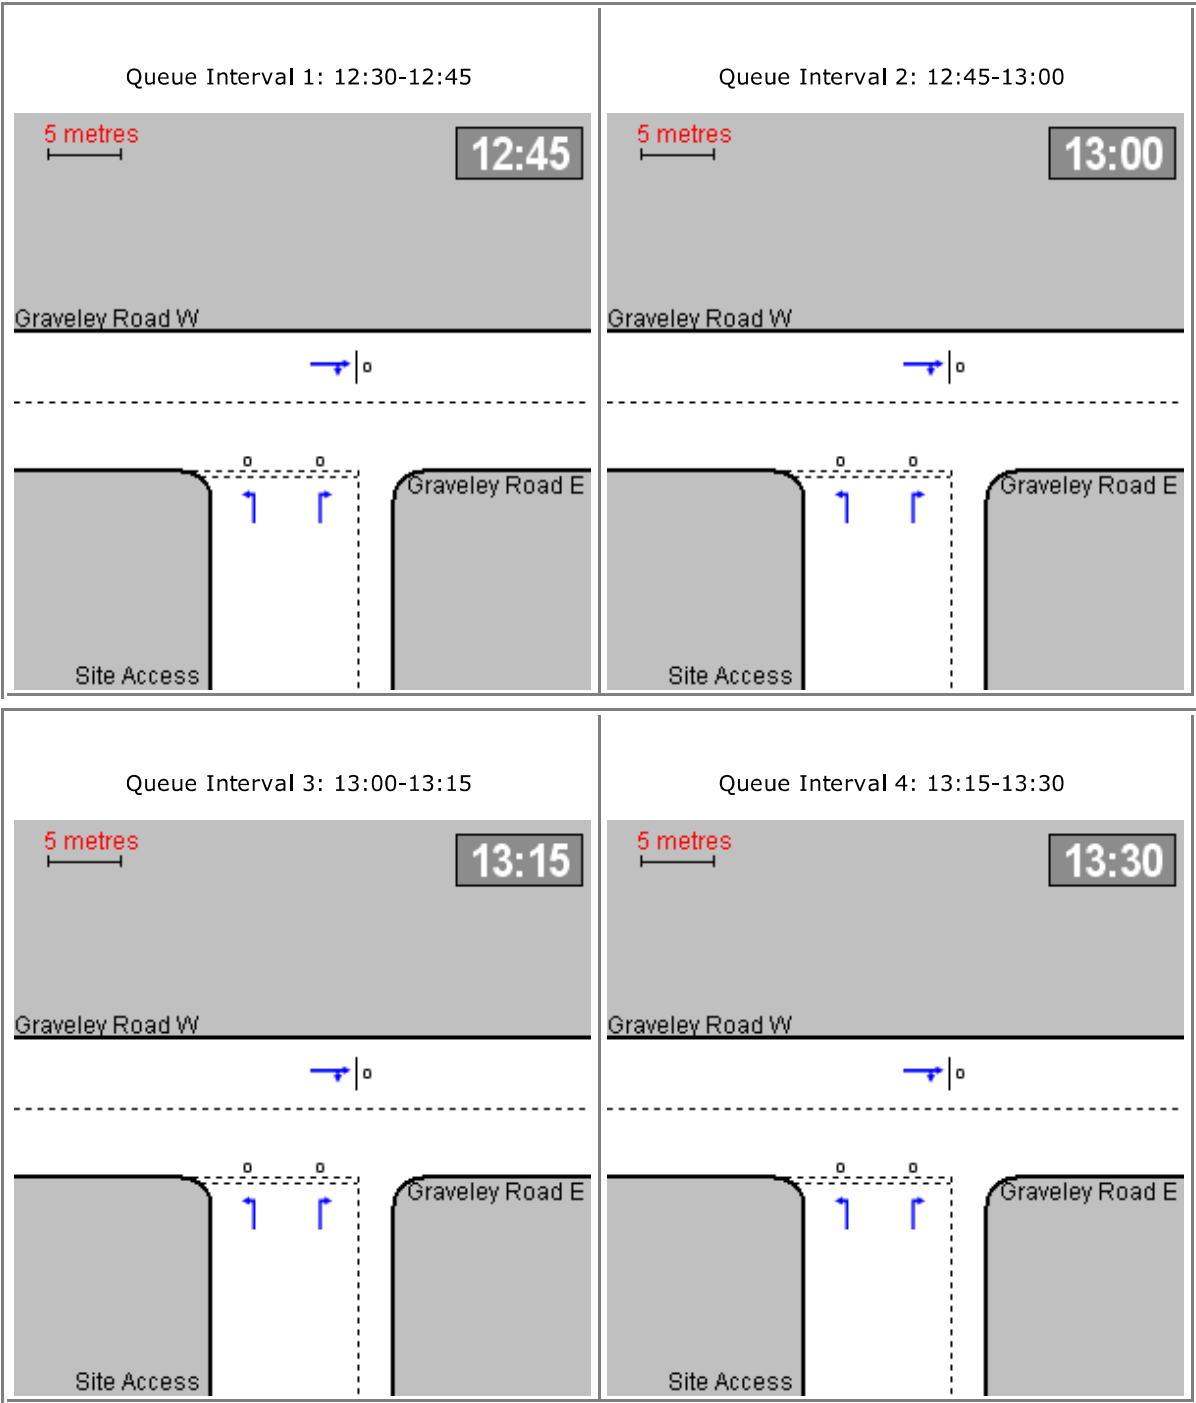 Queue Interval 1: 12:30-12:45
5 metres
12:45
Graveley Road W
0
0 0
Graveley Road E
Site Access
Queue Interval 2: 12:45-13:00
5 metres
13:00
Graveley Road W
0
0 0
Graveley Road E
Site Access
Queue Interval 3: 13:00-13:15
5 metres
13:15
Graveley Road W
0
0 0
Graveley Road E
Site Access
Queue Interval 4: 13:15-13:30
5 metres
13:30
Graveley Road W
0
0 0
Graveley Road E
Site Access